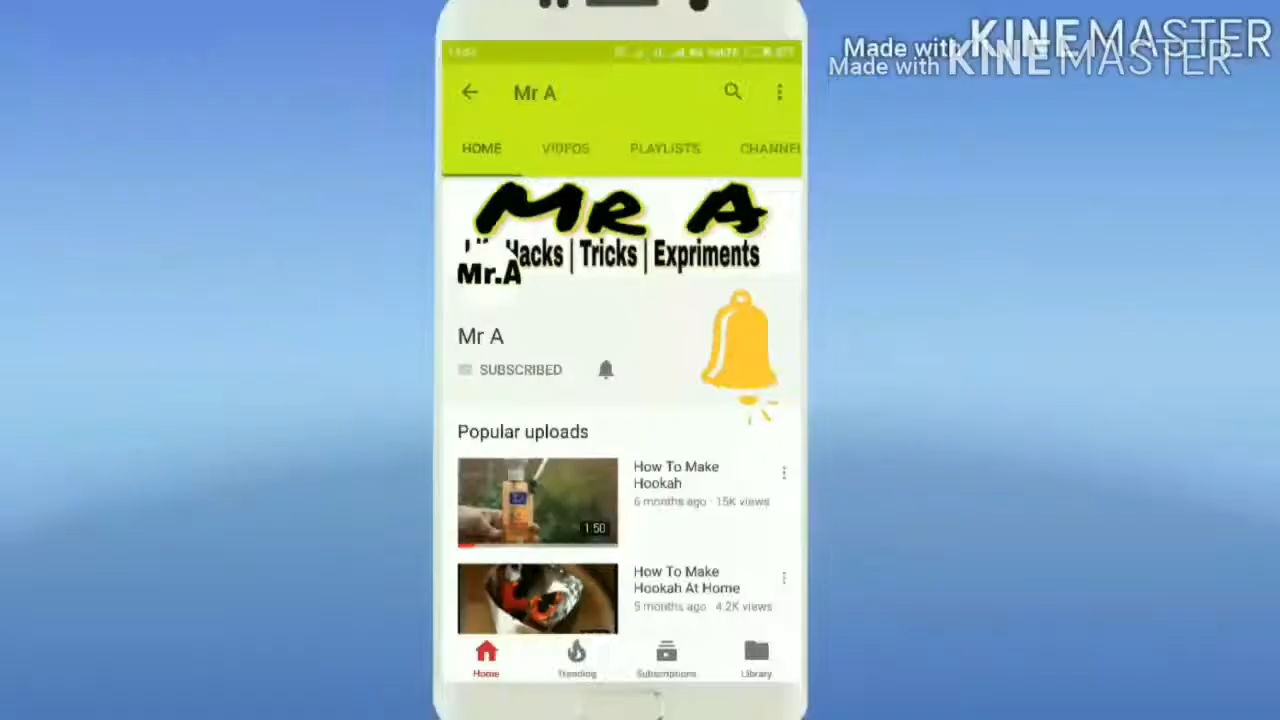 Made with KINEMASTER
Made with KINEMASTER
Mr A
HOME VIDEOS PLAYLISTS CHANNEL
Mr A
Hacks | Tricks | Expriments
Mr.A
Mr A
SUBSCRIBED
Popular uploads
How To Make
Hookah
6 months ago · 15K views
1:50
How To Make
Hookah At Home
5 months ago · 4.2K views
Home Trending Subscriptions Library